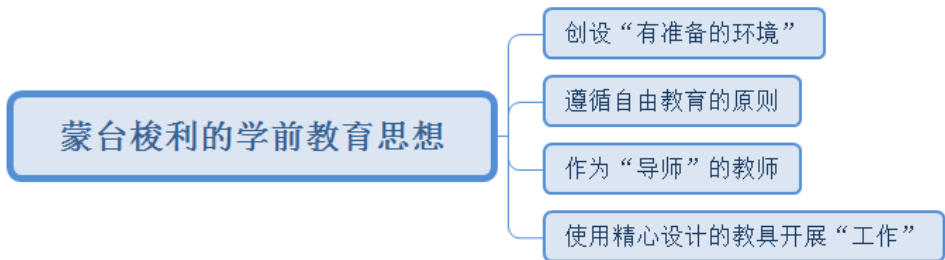 蒙台梭利的学前教育思想
创设“有准备的环境”
遵循自由教育的原则
作为“导师”的教师
使用精心设计的教具开展“工作”